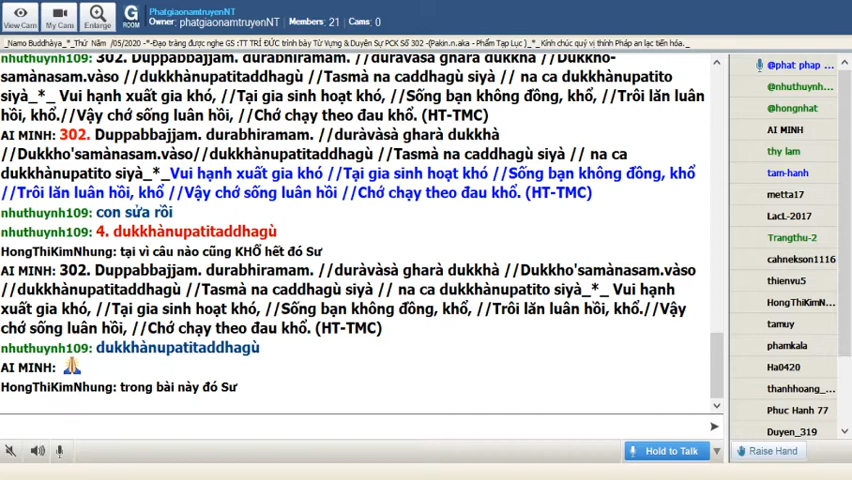 PhatgiaonamtruyenNT
Owner: phatgiaonamtruyenNT Members: 21 Cams: 0
View Cam My Cam Enlarge G ROOM
_Namo Buddhàya_*_Thứ Năm /05/2020 -*-Đạo tràng được nghe GS :TT TRÍ ĐỨC trình bày Từ Vựng & Duyên Sự PCK Số 302 -(Pakin.n.aka - Phẩm Tạp Lục )_*_ Kính chúc quý vị thính Pháp an lạc tiến hóa._
nhuthuynh109: 302. Duppabbajjam. durabhiramam. //duràvàsà gharà dukkhà //Dukkho-
samànasam.vàso //dukkhànupatitaddhagù //Tasmà na caddhagù siyà // na ca dukkhànupatito
siyà_*_ Vui hạnh xuất gia khó, //Tại gia sinh hoạt khó, //Sống bạn không đồng, khổ, //Trôi lăn luân
hồi, khổ.//Vậy chớ sống luân hồi, //Chớ chạy theo đau khổ. (HT-TMC)
AI MINH: 302. Duppabbajjam. durabhiramam. //duràvàsà gharà dukkhà
//Dukkho'samànasam.vàso//dukkhànupatitaddhagù //Tasmà na caddhagù siyà // na ca
dukkhànupatito siyà_*_Vui hạnh xuất gia khó //Tại gia sinh hoạt khó //Sống bạn không đồng, khổ
//Trôi lăn luân hồi, khổ //Vậy chớ sống luân hồi //Chớ chạy theo đau khổ. (HT-TMC)
nhuthuynh109: con sửa rồi
nhuthuynh109: 4. dukkhànupatitaddhagù
HongThiKimNhung: tại vì câu nào cũng KHỔ hết đó Sư
AI MINH: 302. Duppabbajjam. durabhiramam. //duràvàsà gharà dukkhà //Dukkho'samànasam.vàso
//dukkhànupatitaddhagù //Tasmà na caddhagù siyà // na ca dukkhànupatito siyà_*_ Vui hạnh
xuất gia khó, //Tại gia sinh hoạt khó, //Sống bạn không đồng, khổ, //Trôi lăn luân hồi, khổ.//Vậy
chớ sống luân hồi, //Chớ chạy theo đau khổ. (HT-TMC)
nhuthuynh109: dukkhànupatitaddhagù
AI MINH:
HongThiKimNhung: trong bài này đó Sư
@phat phap ...
@nhuthuynh...
@hongnhat
AI MINH
thy lam
tam-hanh
metta17
LacL-2017
Trangthu-2
cahnekson1116
thienvu5
HongThiKimN...
tamuy
phamkala
Ha0420
thanhhoang_...
Phuc Hanh 77
Duyen_319
Hold to Talk
Raise Hand